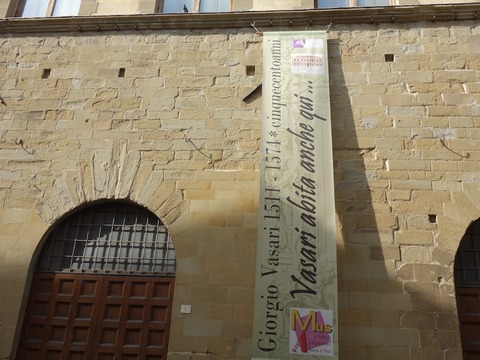 Giorgio Vasari 1511 - 1574 * cinquecentoanni
Vasari abita anche qui...
Mus